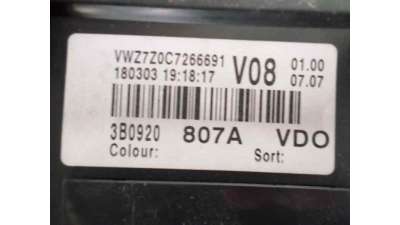 VWZ7Z0C7266691
180303 19:18:17 V08 01.00
07.07
3B0920 807A VDO
Colour: Sort: